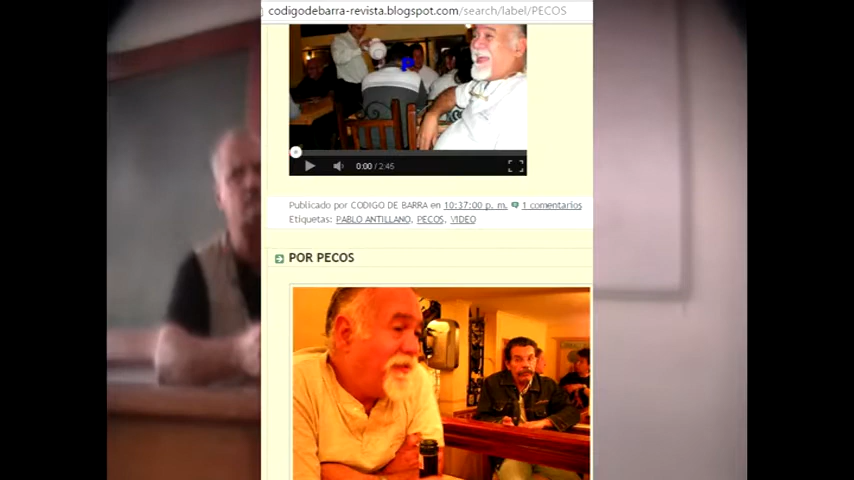 codigodebarra-revista.blogspot.com/search/label/PECOS
0:00 / 2:45
Publicado por CODIGO DE BARRA en 10:37:00 p. m. 1 comentarios
Etiquetas: PABLO ANTILLANO, PECOS, VIDEO
POR PECOS